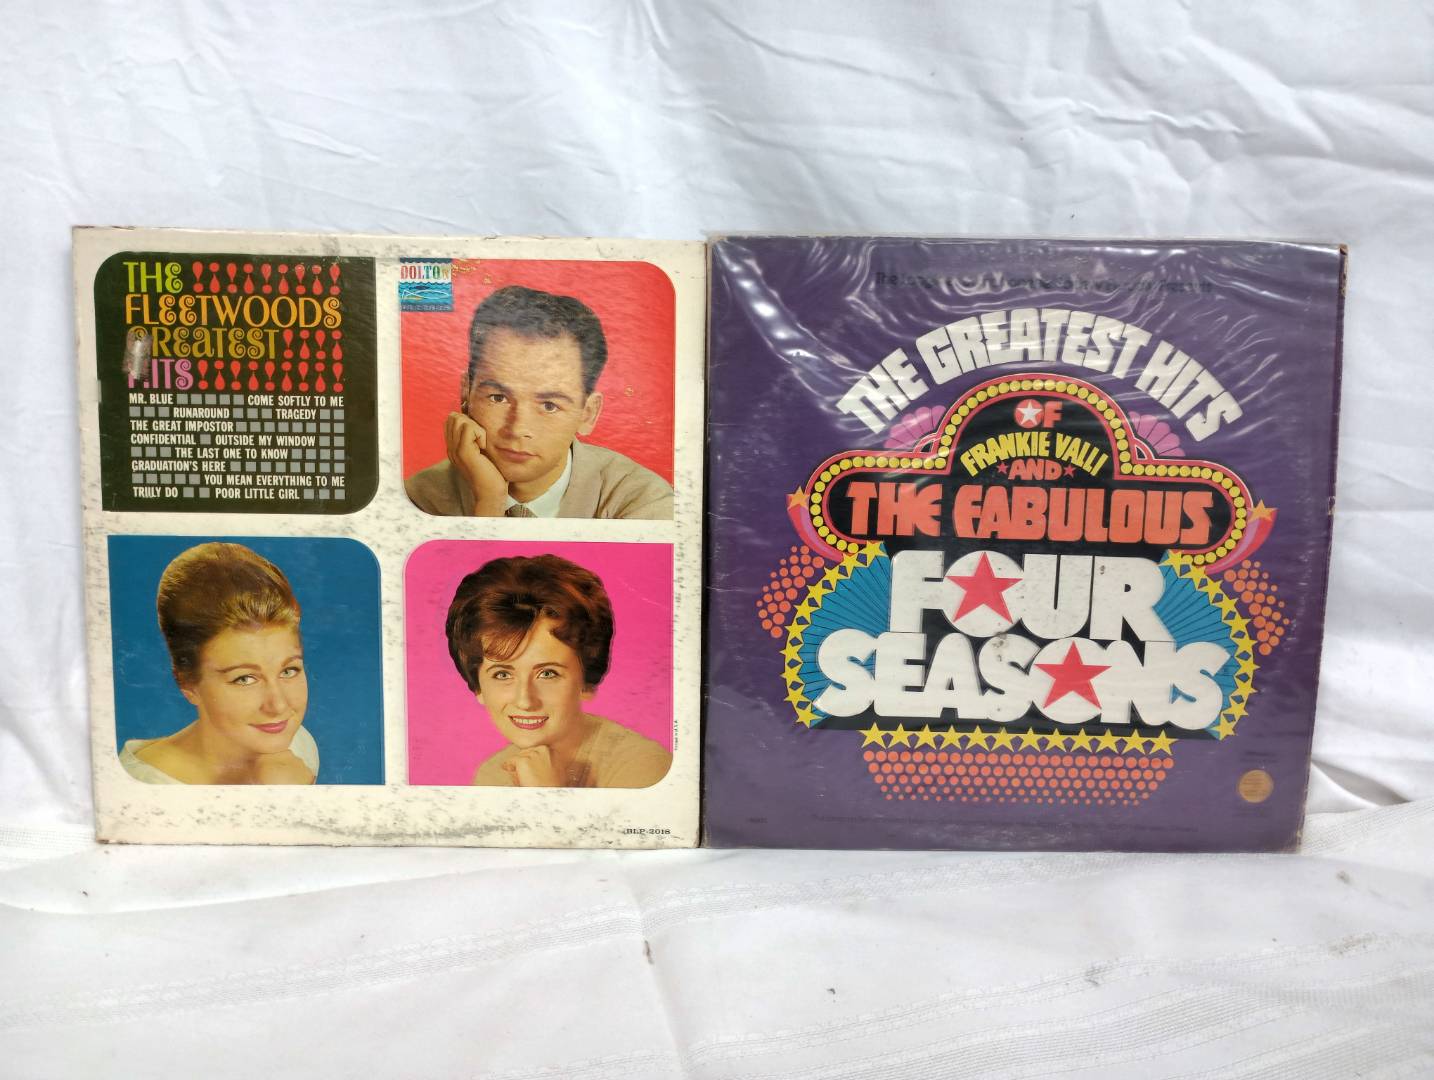 THE
FLEETWOODS
GREATEST
HITS
MR. BLUE COME SOFTLY TO ME
RUNAROUND TRAGEDY
THE GREAT IMPOSTOR
CONFIDENTIAL OUTSIDE MY WINDOW
THE LAST ONE TO KNOW
GRADUATION'S HERE
YOU MEAN EVERYTHING TO ME
TRULY DO POOR LITTLE GIRL
DOLTON
BLP-2018
THE GREATEST HITS
OF
FRANKIE VALLI
AND
THE FABULOUS
FOUR
SEASONS